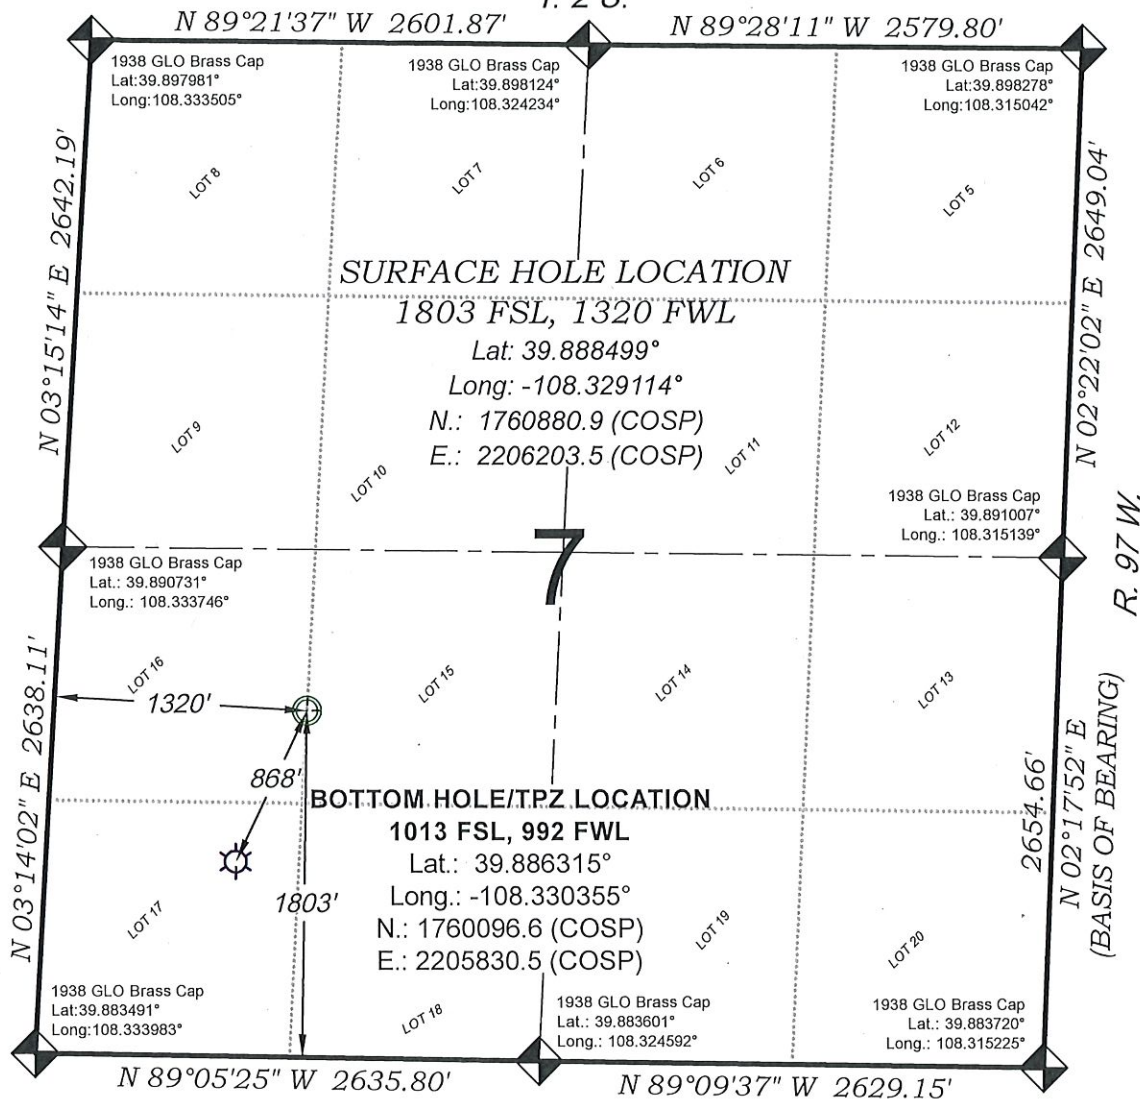 T. 2 S.
N 89°21'37" W 2601.87'
N 89°28'11" W 2579.80'
1938 GLO Brass Cap
Lat:39.897981°
Long:108.333505°
1938 GLO Brass Cap
Lat:39.898124°
Long:108.324234°
1938 GLO Brass Cap
Lat:39.898278°
Long:108.315042°
LOT 8
LOT 7
LOT 6
LOT 5
N 03°15'14" E 2642.19'
N 02°22'02" E 2649.04'
SURFACE HOLE LOCATION
1803 FSL, 1320 FWL
Lat: 39.888499°
Long: -108.329114°
N.: 1760880.9 (COSP)
E.: 2206203.5 (COSP)
LOT 9
LOT 10
LOT 11
LOT 12
1938 GLO Brass Cap
Lat.: 39.891007°
Long.: 108.315139°
R. 97 W.
7
1938 GLO Brass Cap
Lat.: 39.890731°
Long.: 108.333746°
LOT 16
LOT 15
LOT 14
LOT 13
1320'
N 03°14'02" E 2638.11'
868'
BOTTOM HOLE/TPZ LOCATION
1013 FSL, 992 FWL
Lat.: 39.886315°
Long.: -108.330355°
N.: 1760096.6 (COSP)
E.: 2205830.5 (COSP)
1803'
2654.66'
N 02°17'52" E
(BASIS OF BEARING)
LOT 17
LOT 18
LOT 19
LOT 20
1938 GLO Brass Cap
Lat:39.883491°
Long:108.333983°
1938 GLO Brass Cap
Lat.: 39.883601°
Long.: 108.324592°
1938 GLO Brass Cap
Lat.: 39.883720°
Long.: 108.315225°
N 89°05'25" W 2635.80'
N 89°09'37" W 2629.15'